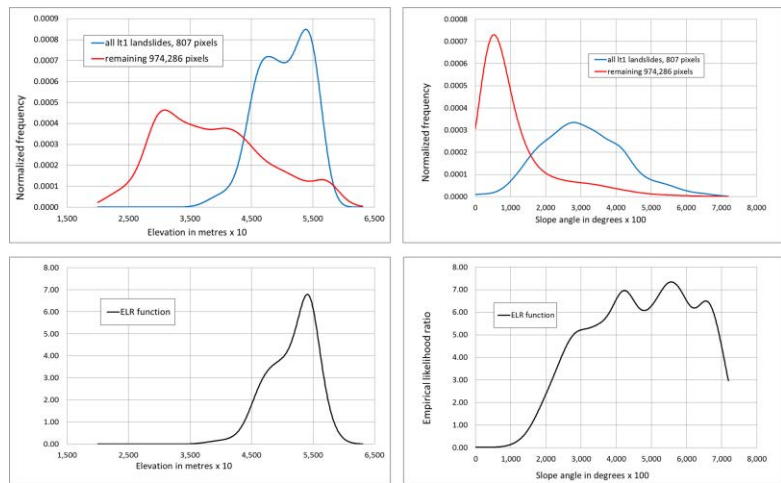 0.0009
0.0008
0.0007
0.0006
0.0005
0.0004
0.0003
0.0002
0.0001
0.0000
Normalized frequency
all lt1 landslides, 807 pixels
remaining 974,286 pixels
1,500 2,500 3,500 4,500 5,500 6,500
Elevation in metres x 10
0.0008
0.0007
0.0006
0.0005
0.0004
0.0003
0.0002
0.0001
0.0000
Normalized frequency
all lt1 landslides, 807 pixels
remaining 974,286 pixels
0 1,000 2,000 3,000 4,000 5,000 6,000 7,000 8,000
Slope angle in degrees x 100
8.00
7.00
6.00
5.00
4.00
3.00
2.00
1.00
0.00
ELR function
1,500 2,500 3,500 4,500 5,500 6,500
Elevation in metres x 10
8.00
7.00
6.00
5.00
4.00
3.00
2.00
1.00
0.00
Empirical likelihood ratio
ELR function
0 1,000 2,000 3,000 4,000 5,000 6,000 7,000 8,000
Slope angle in degrees x 100